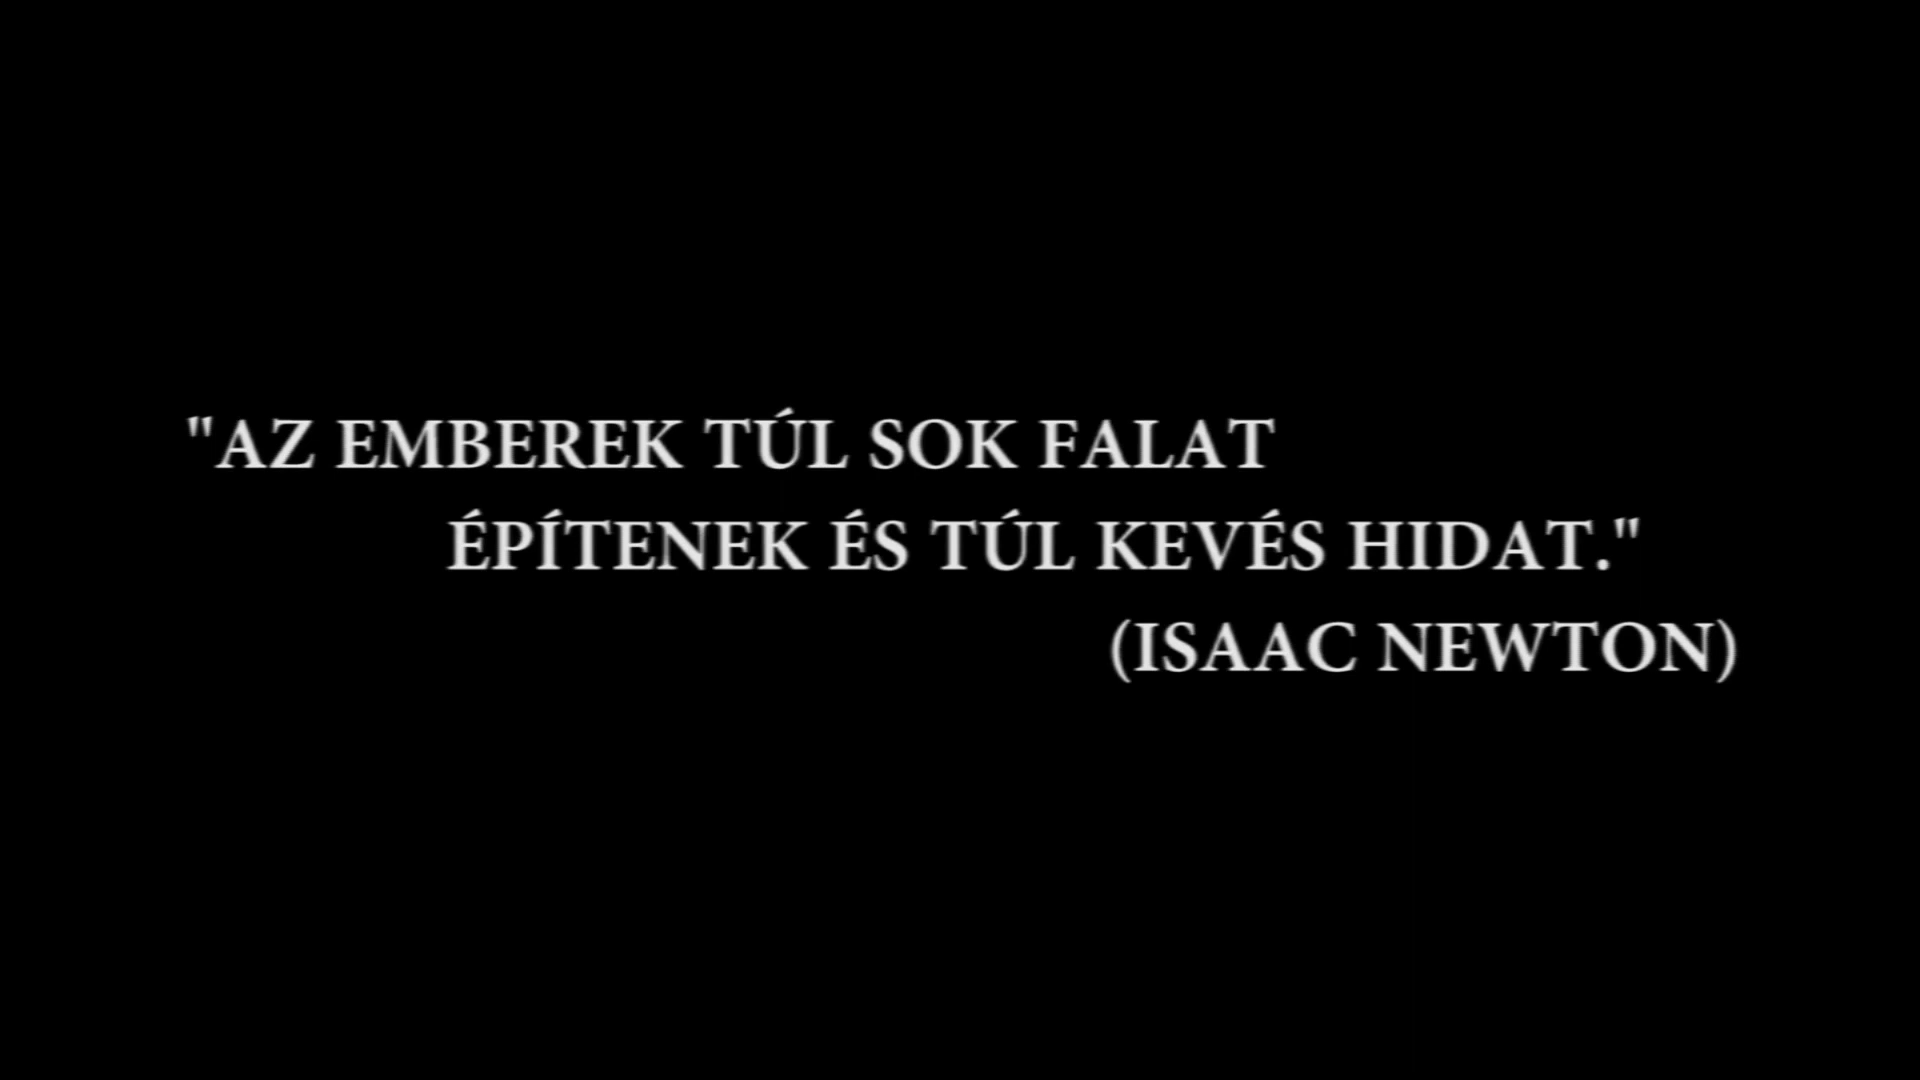 "AZ EMBEREK TÚL SOK FALAT
ÉPÍTENEK ÉS TÚL KEVÉS HIDAT."
(ISAAC NEWTON)